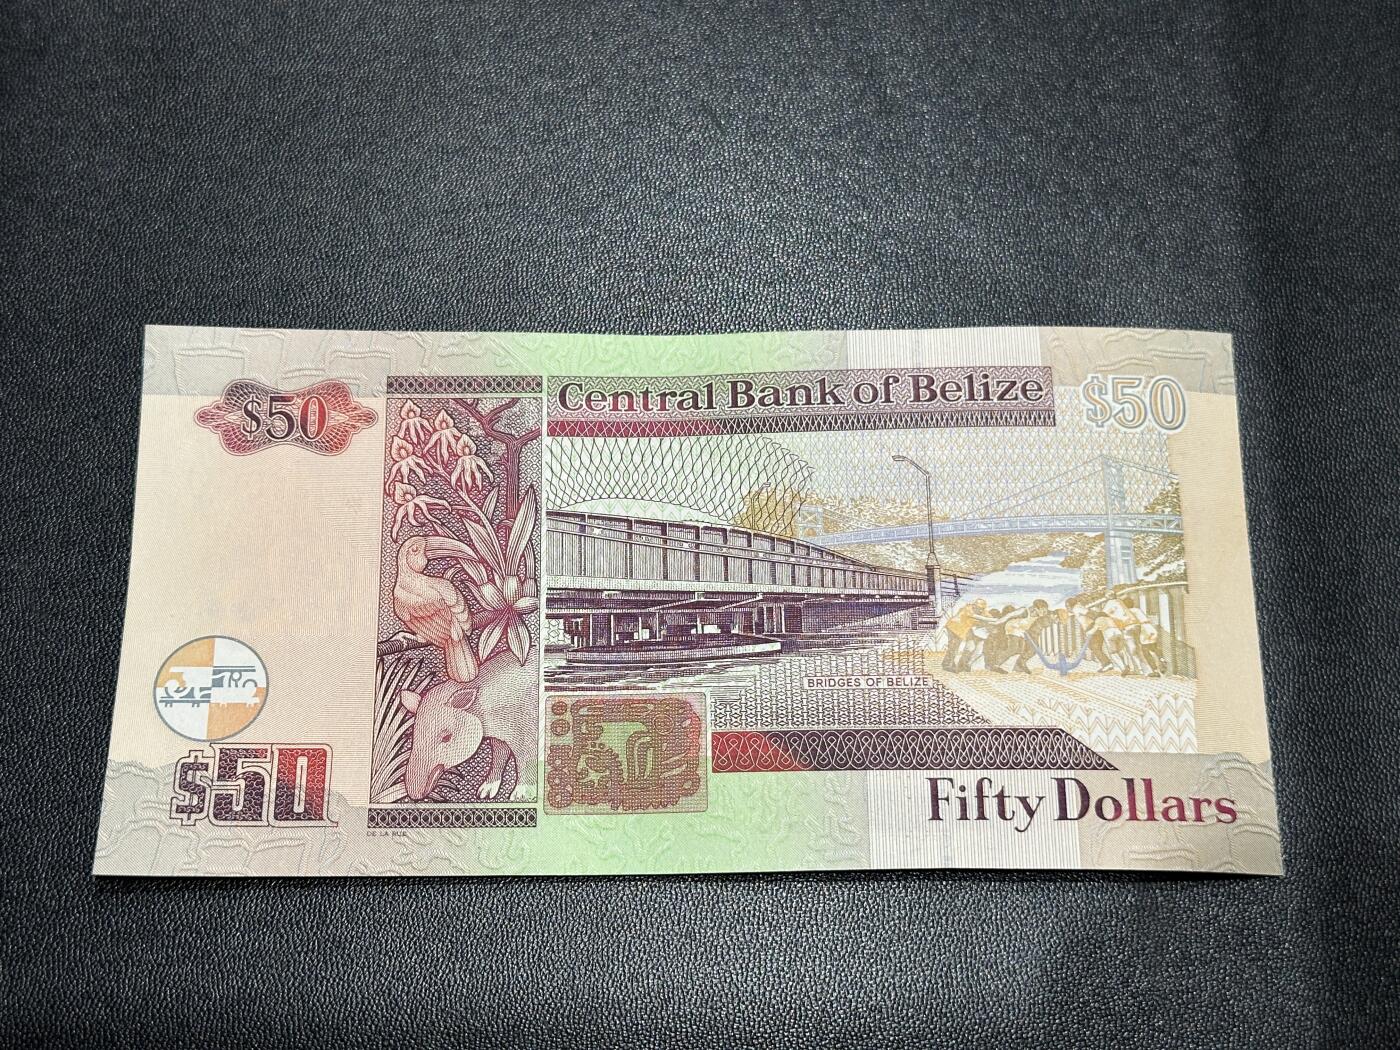 Central Bank of Belize
$50
$50
BRIDGES OF BELIZE
$50
Fifty Dollars
DE LA RUE